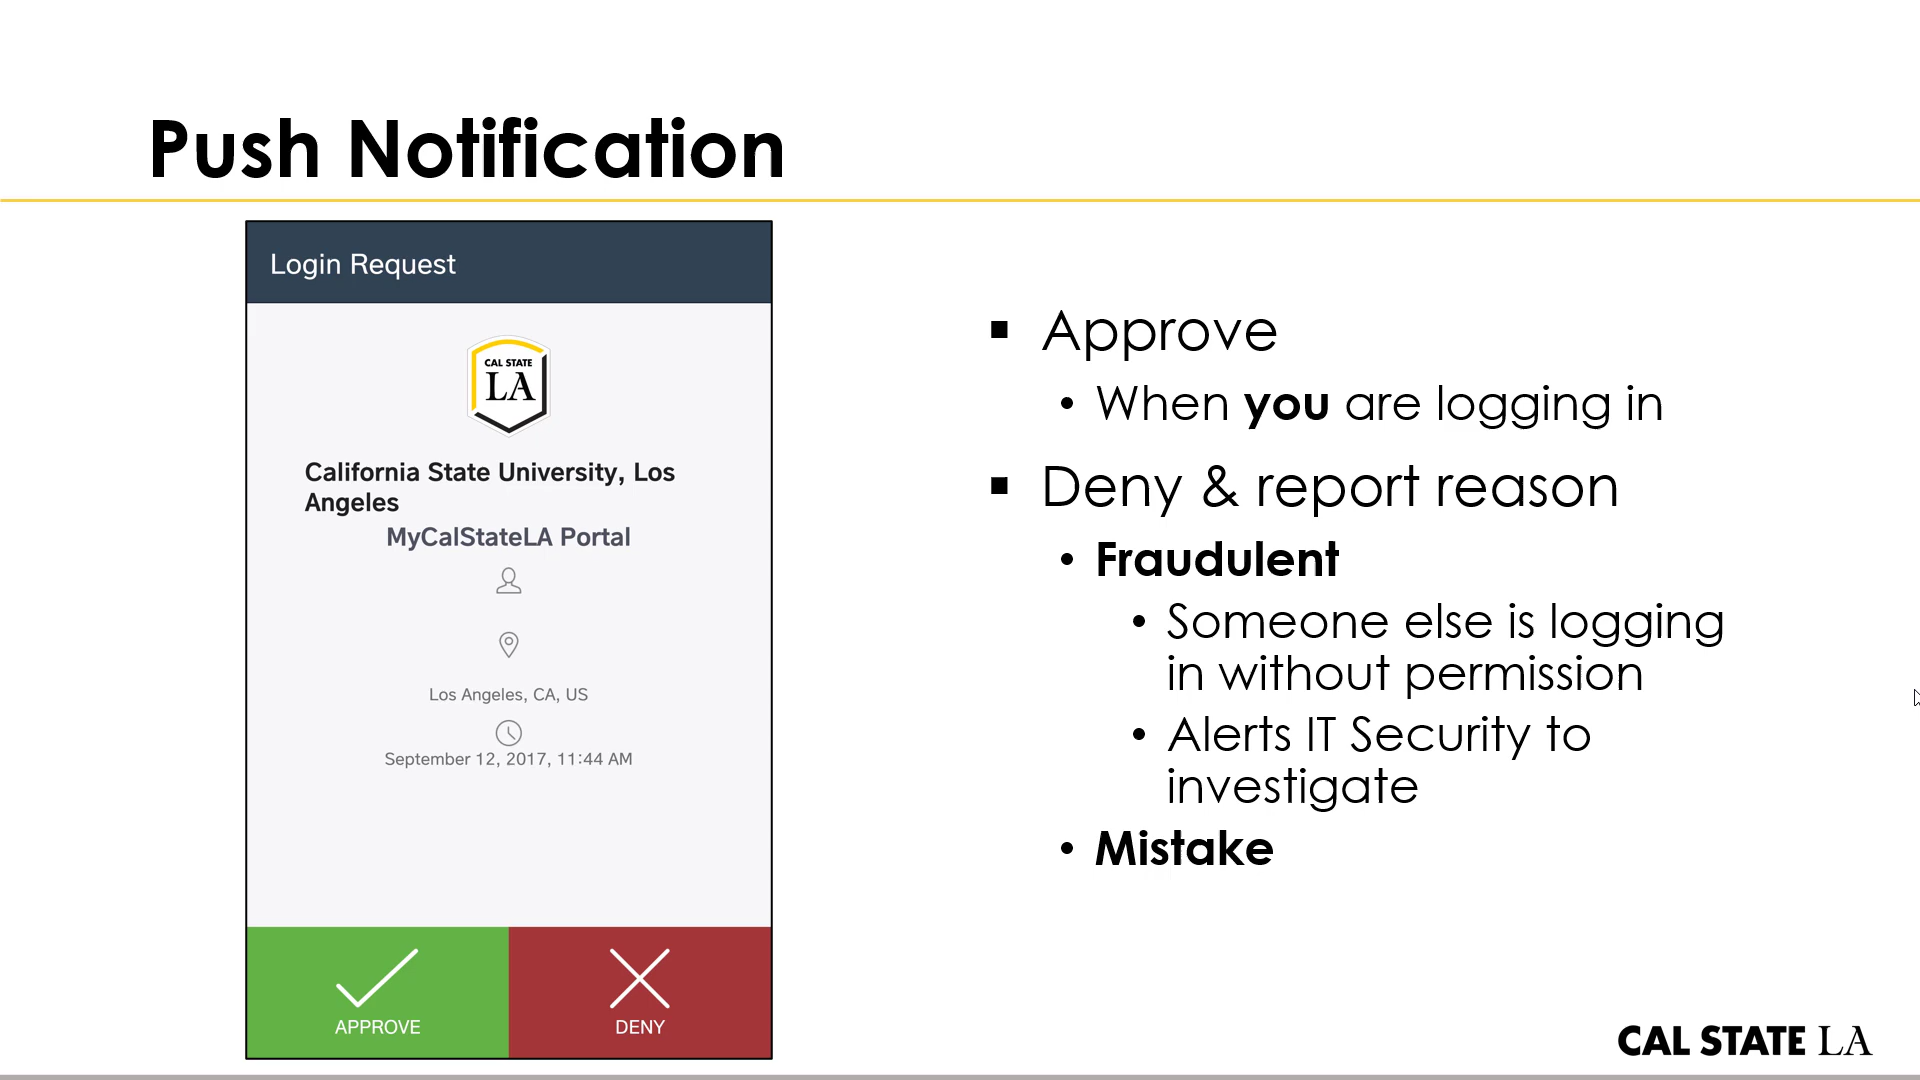 Push Notification
Login Request
CAL STATE
LA
California State University, Los
Angeles
MyCalStateLA Portal
Los Angeles, CA, US
September 12, 2017, 11:44 AM
APPROVE
DENY
▪ Approve
• When you are logging in
▪ Deny & report reason
• Fraudulent
• Someone else is logging
in without permission
• Alerts IT Security to
investigate
• Mistake
CAL STATE LA